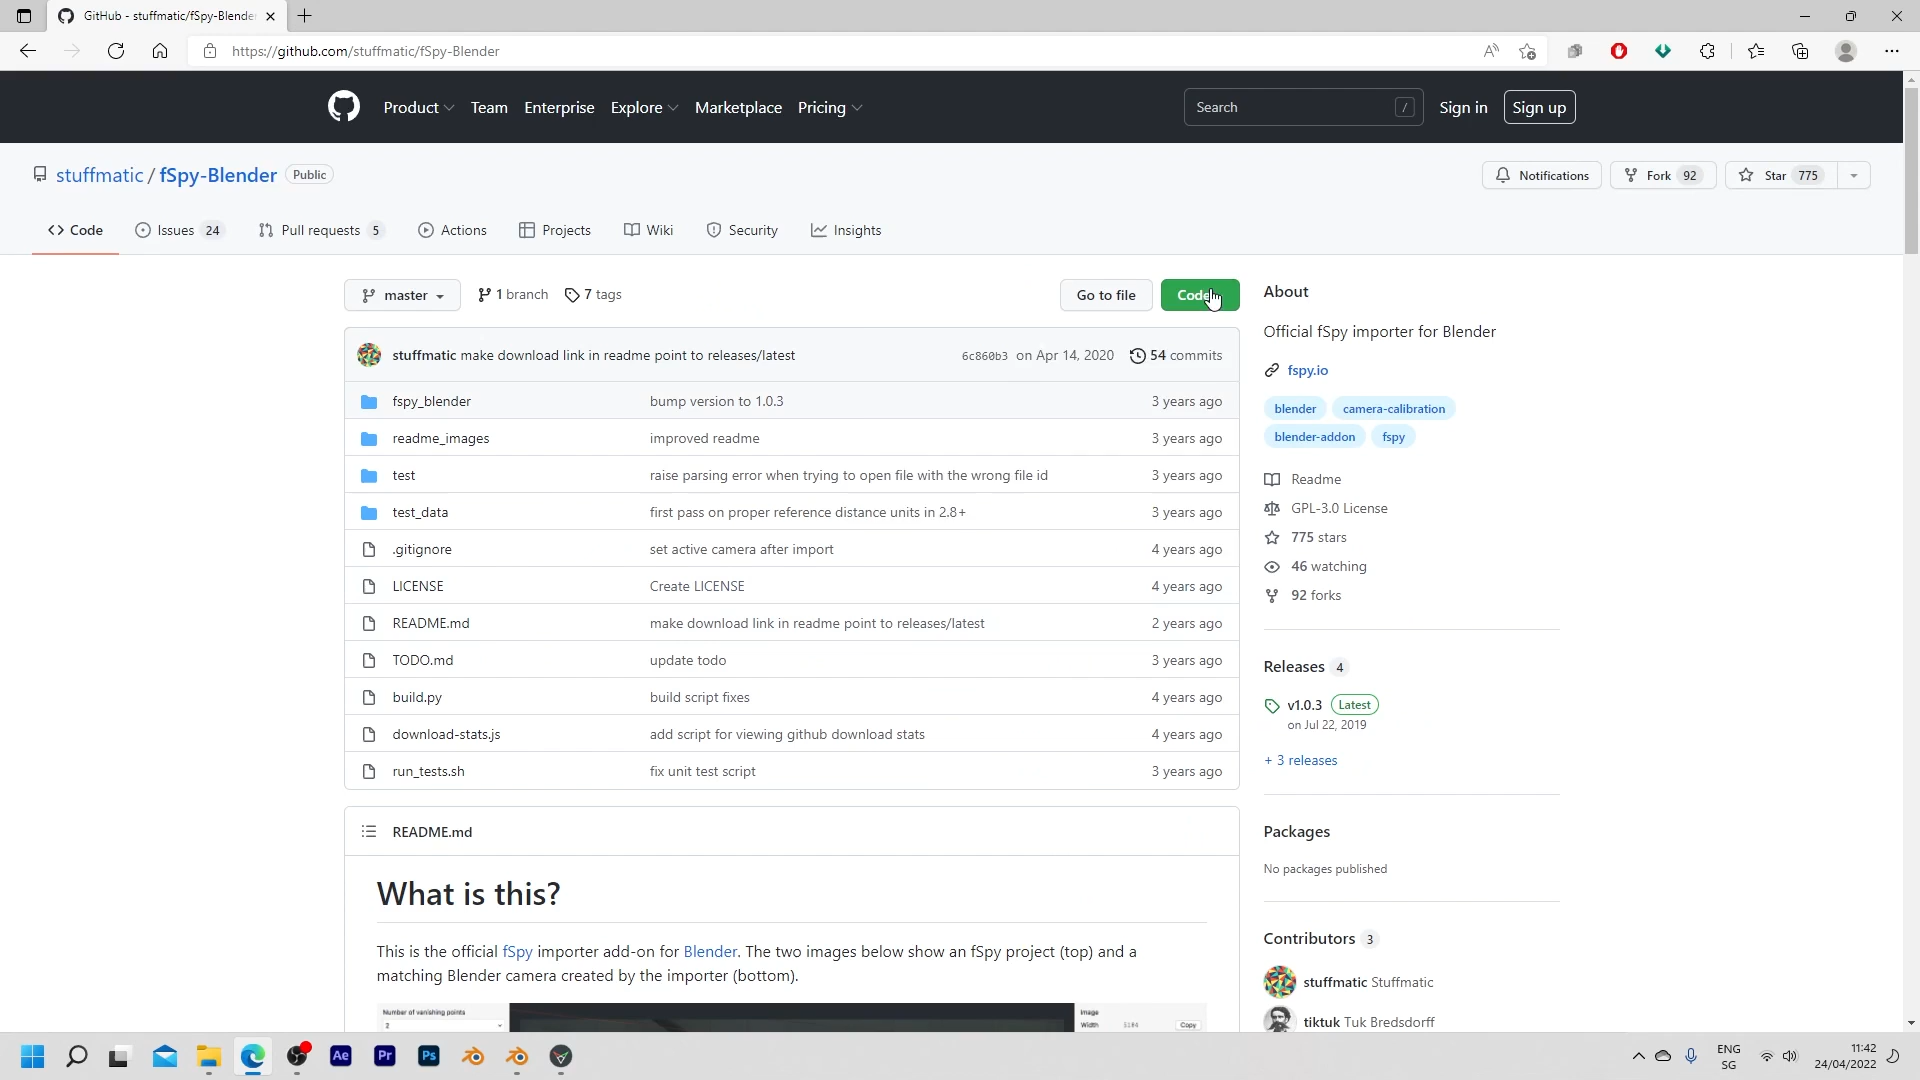 GitHub - stuffmatic/fSpy-Blender
https://github.com/stuffmatic/fSpy-Blender
Product Team Enterprise Explore Marketplace Pricing Search / Sign in Sign up
stuffmatic / fSpy-Blender Public Notifications Fork 92 Star 775
Code Issues 24 Pull requests 5 Actions Projects Wiki Security Insights
master 1 branch 7 tags Go to file Code
stuffmatic make download link in readme point to releases/latest 6c860b3 on Apr 14, 2020 54 commits
fspy_blender bump version to 1.0.3 3 years ago
readme_images improved readme 3 years ago
test raise parsing error when trying to open file with the wrong file id 3 years ago
test_data first pass on proper reference distance units in 2.8+ 3 years ago
.gitignore set active camera after import 4 years ago
LICENSE Create LICENSE 4 years ago
README.md make download link in readme point to releases/latest 2 years ago
TODO.md update todo 3 years ago
build.py build script fixes 4 years ago
download-stats.js add script for viewing github download stats 4 years ago
run_tests.sh fix unit test script 3 years ago
README.md
What is this?
This is the official fSpy importer add-on for Blender. The two images below show an fSpy project (top) and a
matching Blender camera created by the importer (bottom).
Number of vanishing points
2
Image
Width 5184 Copy
About
Official fSpy importer for Blender
fspy.io
blender camera-calibration
blender-addon fspy
Readme
GPL-3.0 License
775 stars
46 watching
92 forks
Releases 4
v1.0.3 Latest
on Jul 22, 2019
+ 3 releases
Packages
No packages published
Contributors 3
stuffmatic Stuffmatic
tiktuk Tuk Bredsdorff
Ae Pr Ps
ENG
SG
11:42
24/04/2022